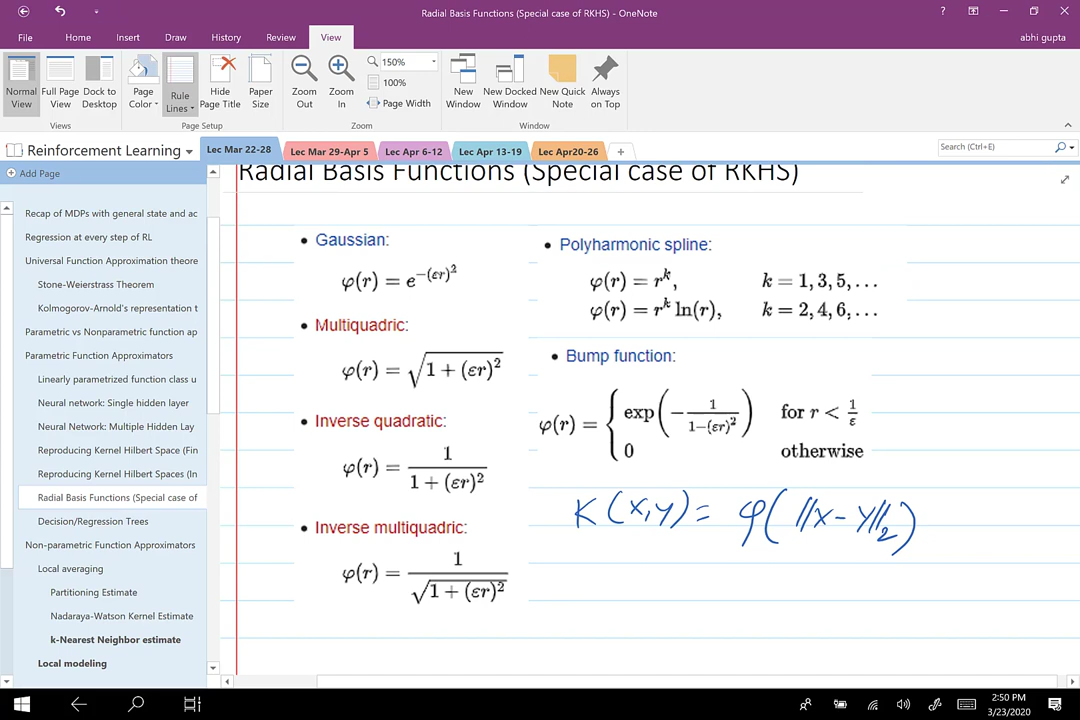 Radial Basis Functions (Special case of RKHS) - OneNote
?
File Home Insert Draw History Review View
abhi gupta
Normal View
Full Page View
Dock to Desktop
Page Color
Rule Lines
Hide Page Title
Paper Size
Zoom Out
Zoom In
150%
100%
Page Width
New Window
New Docked Window
New Quick Note
Always on Top
Views
Page Setup
Zoom
Window
Reinforcement Learning
Lec Mar 22-28
Lec Mar 29-Apr 5
Lec Apr 6-12
Lec Apr 13-19
Lec Apr20-26
+
Search (Ctrl+E)
Add Page
Recap of MDPs with general state and ac
Regression at every step of RL
Universal Function Approximation theore
Stone-Weierstrass Theorem
Kolmogorov-Arnold's representation t
Parametric vs Nonparametric function ap
Parametric Function Approximators
Linearly parametrized function class u
Neural network: Single hidden layer
Neural Network: Multiple Hidden Lay
Reproducing Kernel Hilbert Space (Fin
Reproducing Kernel Hilbert Spaces (In
Radial Basis Functions (Special case of
Decision/Regression Trees
Non-parametric Function Approximators
Local averaging
Partitioning Estimate
Nadaraya-Watson Kernel Estimate
k-Nearest Neighbor estimate
Local modeling
Radial Basis Functions (Special case of RKHS)
• Gaussian:
φ(r) = e^{-(εr)^2}
• Multiquadric:
φ(r) = √(1 + (εr)²)
• Inverse quadratic:
φ(r) = 1 / (1 + (εr)²)
• Inverse multiquadric:
φ(r) = 1 / √(1 + (εr)²)
• Polyharmonic spline:
φ(r) = r^k, k = 1, 3, 5, ...
φ(r) = r^k ln(r), k = 2, 4, 6, ...
• Bump function:
φ(r) = { exp(-1/(1-(εr)²)) for r < 1/ε
0 otherwise
K(x,y) = φ(||x-y||₂)
2:50 PM
3/23/2020